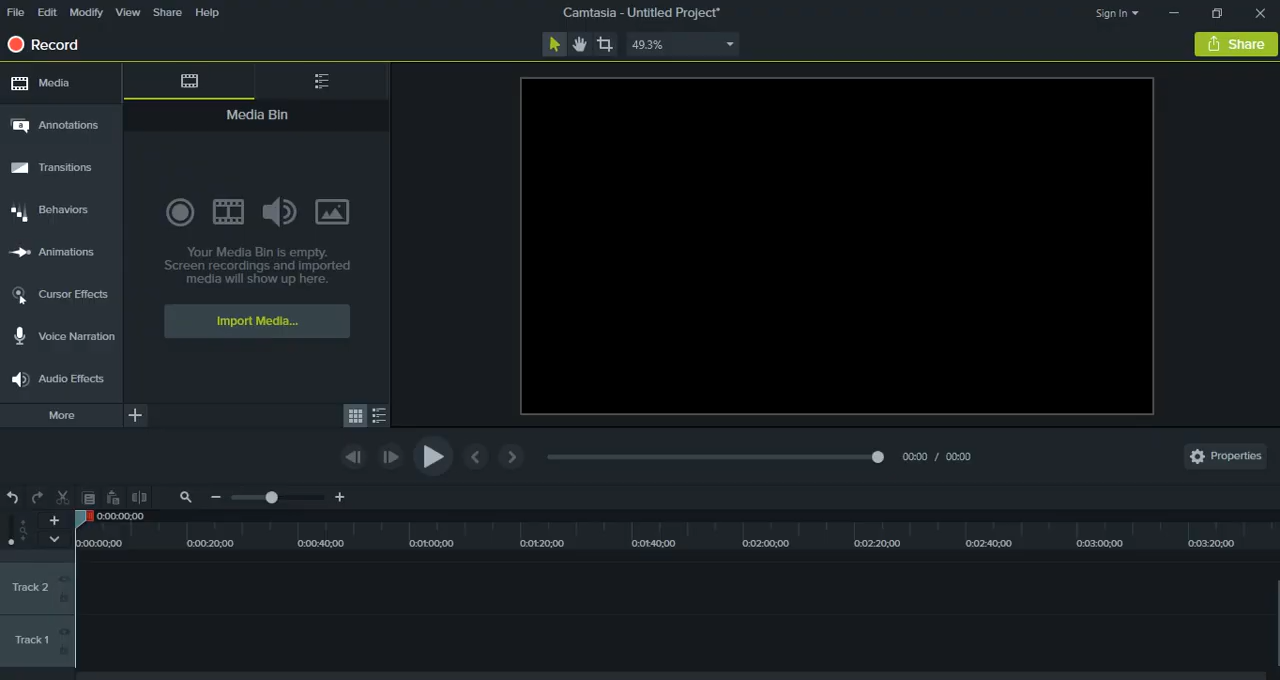 File Edit Modify View Share Help
Camtasia - Untitled Project*
Sign In
Record
49.3%
Share
Media
Annotations
Transitions
Behaviors
Animations
Cursor Effects
Voice Narration
Audio Effects
More
Media Bin
Your Media Bin is empty.
Screen recordings and imported
media will show up here.
Import Media...
00:00 / 00:00
Properties
0:00:00;00
0:00:00;00 0:00:20;00 0:00:40;00 0:01:00;00 0:01:20;00 0:01:40;00 0:02:00;00 0:02:20;00 0:02:40;00 0:03:00;00 0:03:20;00
Track 2
Track 1